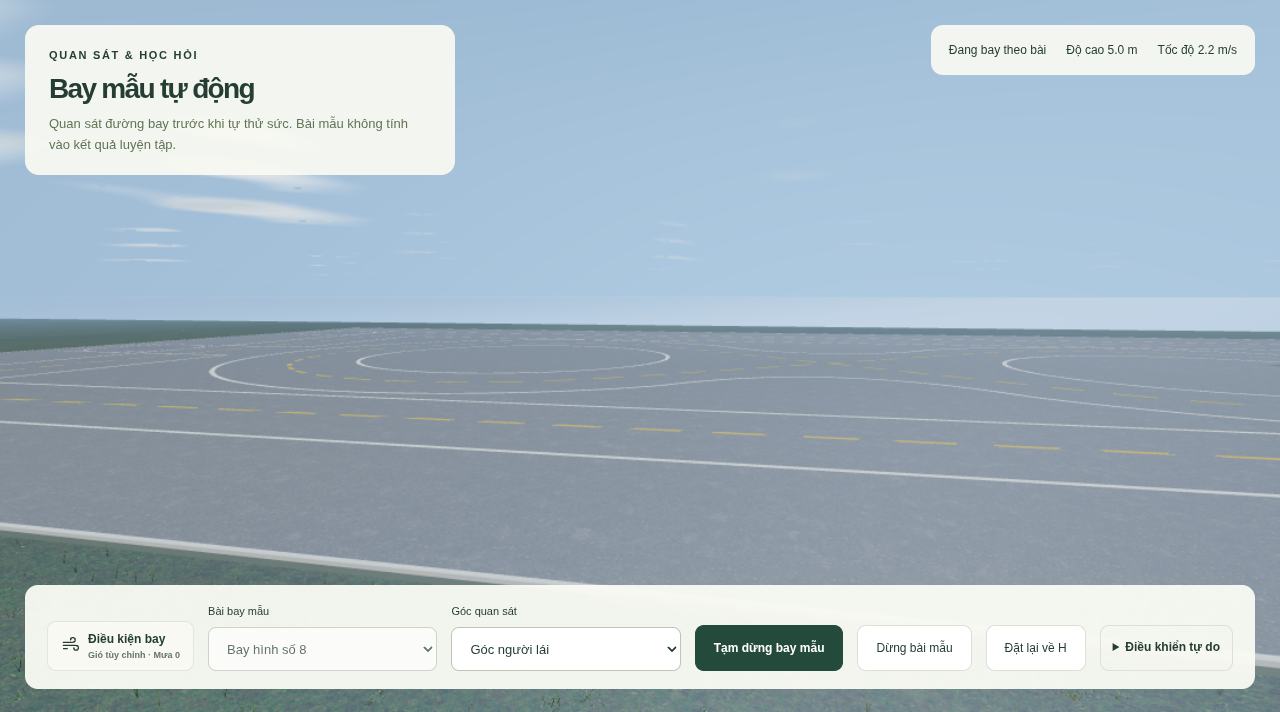 QUAN SÁT & HỌC HỎI
Bay mẫu tự động
Quan sát đường bay trước khi tự thử sức. Bài mẫu không tính
vào kết quả luyện tập.
Đang bay theo bài Độ cao 5.0 m Tốc độ 2.2 m/s
Điều kiện bay
Gió tùy chỉnh · Mưa 0
Bài bay mẫu
Bay hình số 8
Góc quan sát
Góc người lái
Tạm dừng bay mẫu
Dừng bài mẫu
Đặt lại về H
Điều khiển tự do